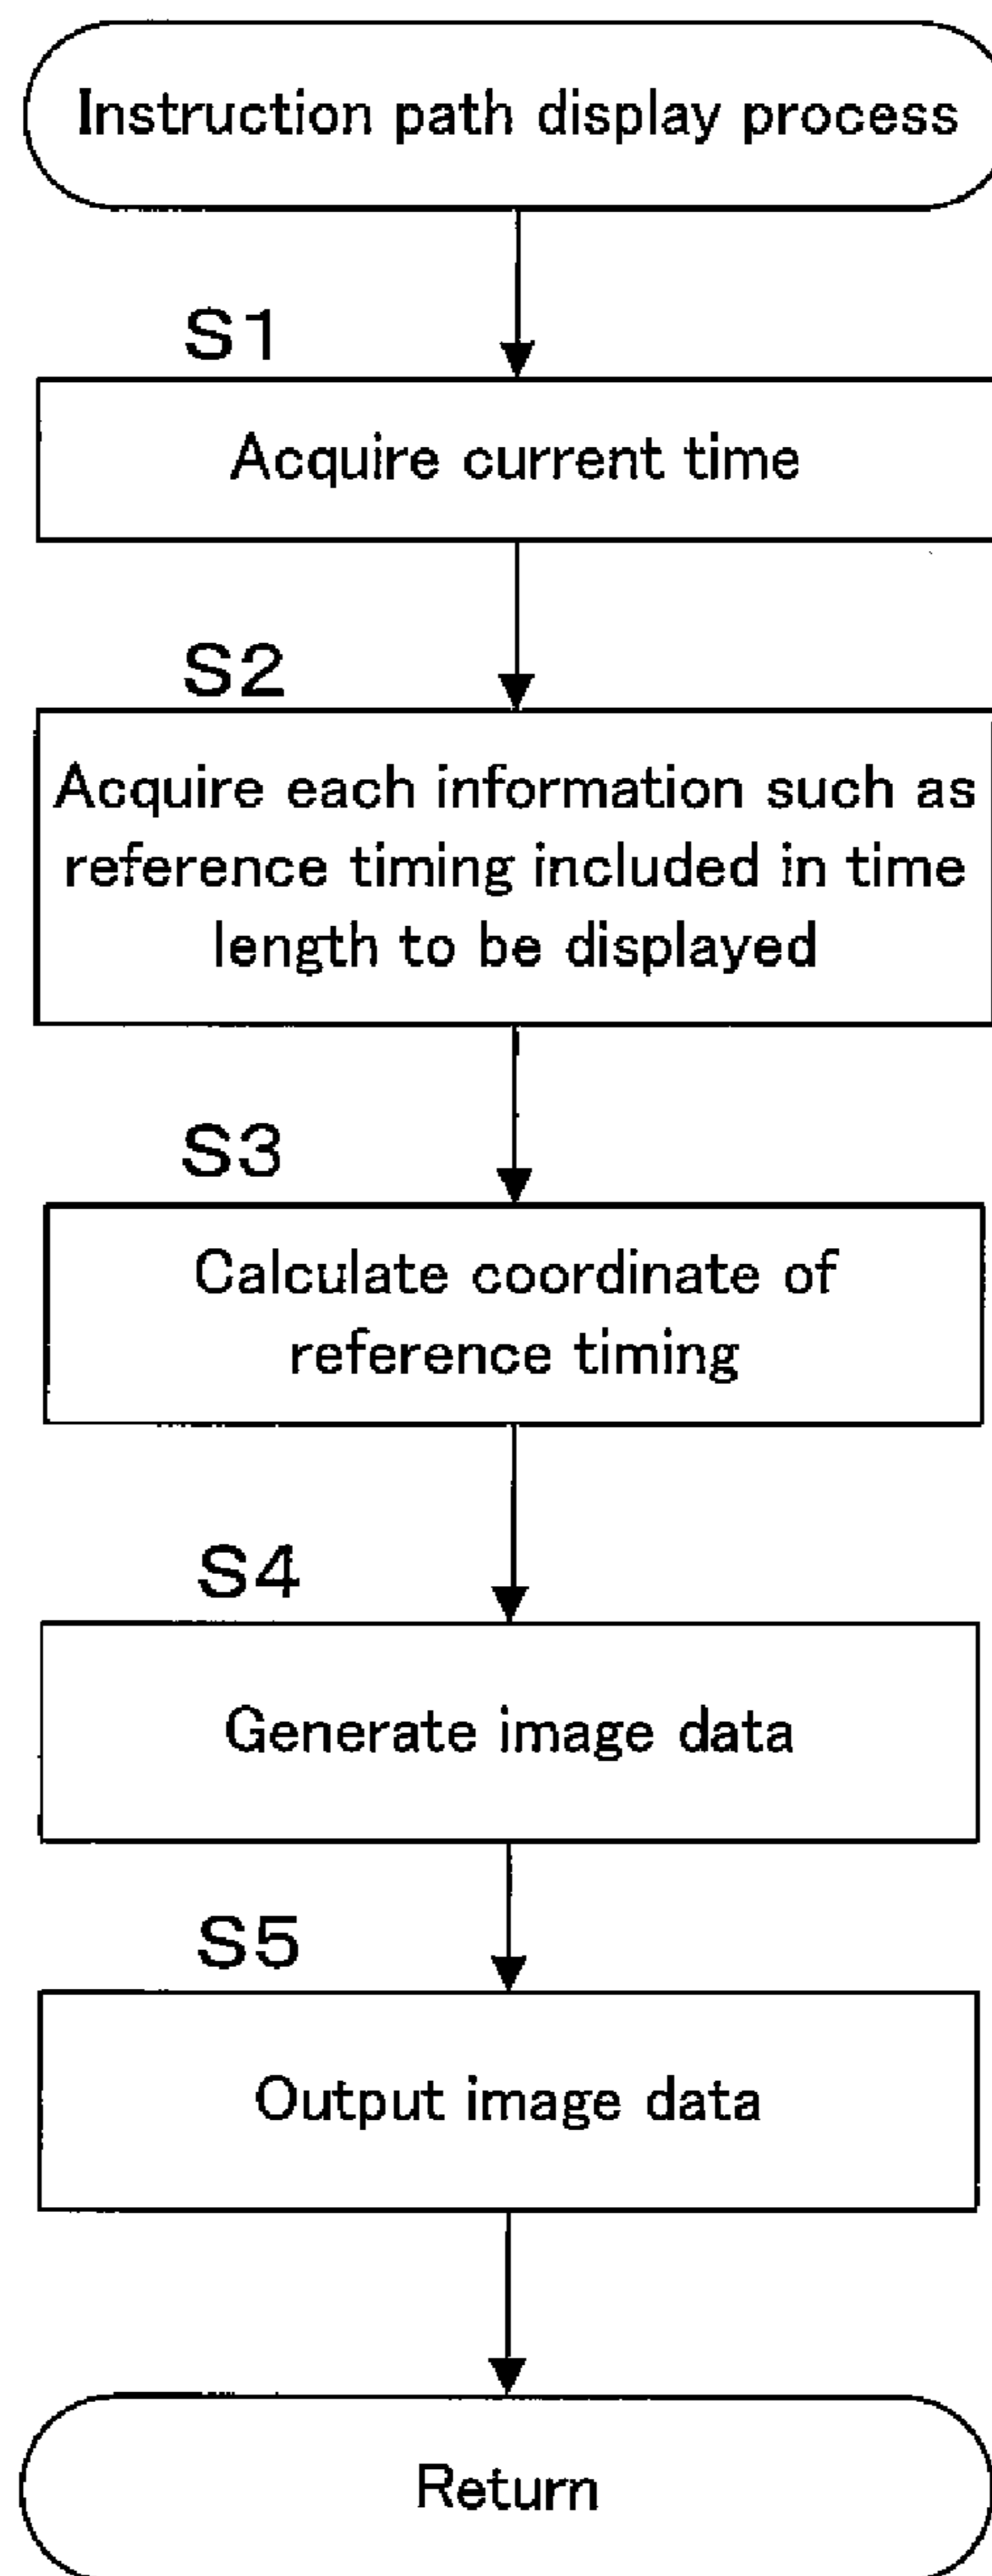 Instruction path display process
S1
Acquire current time
S2
Acquire each information such as
reference timing included in time
length to be displayed
S3
Calculate coordinate of
reference timing
S4
Generate image data
S5
Output image data
Return